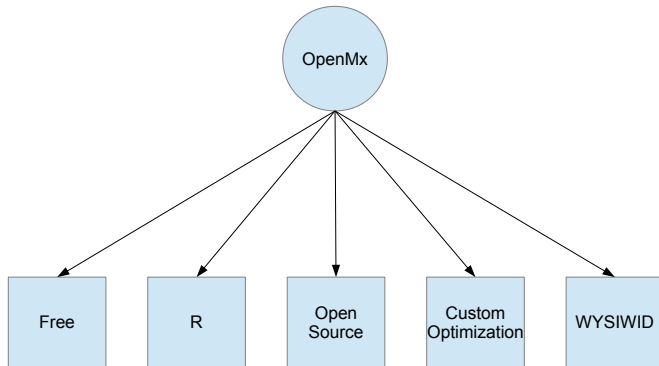 OpenMx
Free
R
Open
Source
Custom
Optimization
WYSIWID